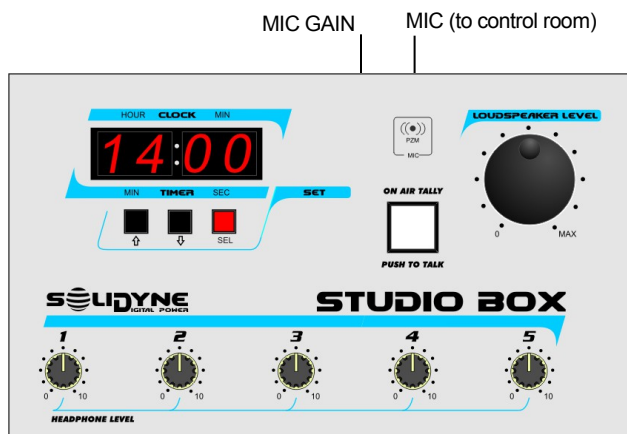 MIC GAIN MIC (to control room)
HOUR CLOCK MIN
14:00
MIN TIMER SEC
SET
SEL
PZM
MIC
ON AIR TALLY
PUSH TO TALK
LOUDSPEAKER LEVEL
0 MAX
SOLIDYNE
DIGITAL POWER
STUDIO BOX
1 2 3 4 5
0 10 0 10 0 10 0 10 0 10
HEADPHONE LEVEL